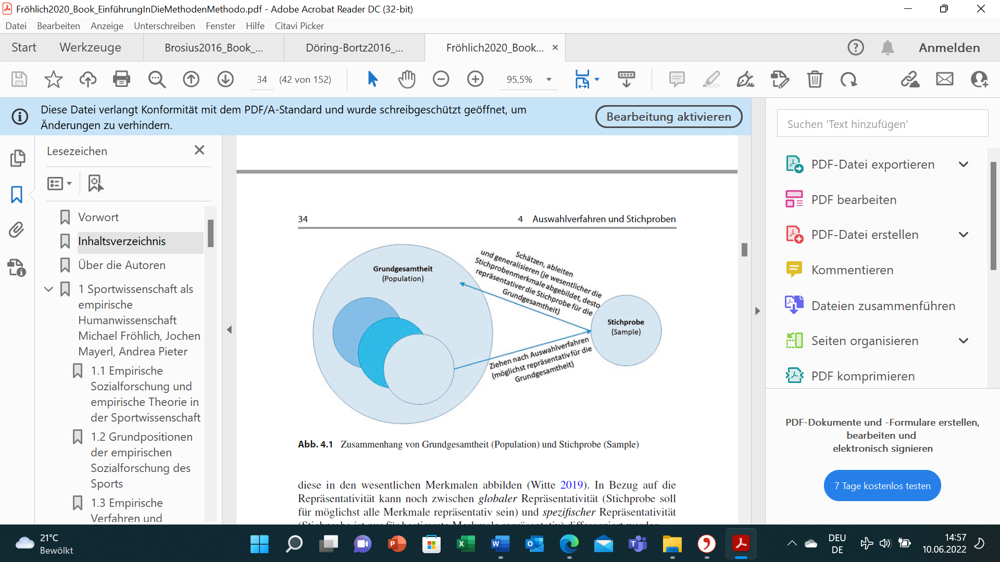 Fröhlich2020_Book_EinführungInDieMethodenMethodo.pdf - Adobe Acrobat Reader DC (32-bit)
Datei Bearbeiten Anzeige Unterschreiben Fenster Hilfe Citavi Picker
Start Werkzeuge Brosius2016_Book_... Döring-Bortz2016_... Fröhlich2020_Book... × Anmelden
34 (42 von 152) 95,5%
Diese Datei verlangt Konformität mit dem PDF/A-Standard und wurde schreibgeschützt geöffnet, um
Änderungen zu verhindern.
Bearbeitung aktivieren
Lesezeichen
Vorwort
Inhaltsverzeichnis
Über die Autoren
1 Sportwissenschaft als
empirische
Humanwissenschaft
Michael Fröhlich, Jochen
Mayerl, Andrea Pieter
1.1 Empirische
Sozialforschung und
empirische Theorie in
der Sportwissenschaft
1.2 Grundpositionen
der empirischen
Sozialforschung des
Sports
1.3 Empirische
Verfahren und
34 4 Auswahlverfahren und Stichproben
Grundgesamtheit
(Population)
Schätzen, ableiten
und generalisieren (je wesentlicher die
Stichprobenmerkmale abgebildet, desto
repräsentativer die Stichprobe für die
Grundgesamtheit)
Stichprobe
(Sample)
Ziehen nach Auswahlverfahren
(möglichst repräsentativ für die
Grundgesamtheit)
Abb. 4.1 Zusammenhang von Grundgesamtheit (Population) und Stichprobe (Sample)
diese in den wesentlichen Merkmalen abbilden (Witte 2019). In Bezug auf die
Repräsentativität kann noch zwischen globaler Repräsentativität (Stichprobe soll
für möglichst alle Merkmale repräsentativ sein) und spezifischer Repräsentativität
(Stichprobe ist nur für bestimmte Merkmale repräsentativ) differenziert werden.
Suchen 'Text hinzufügen'
PDF-Datei exportieren
PDF bearbeiten
PDF-Datei erstellen
Kommentieren
Dateien zusammenführen
Seiten organisieren
PDF komprimieren
PDF-Dokumente und -Formulare erstellen,
bearbeiten und
elektronisch signieren
7 Tage kostenlos testen
21°C
Bewölkt
DEU
DE
14:57
10.06.2022